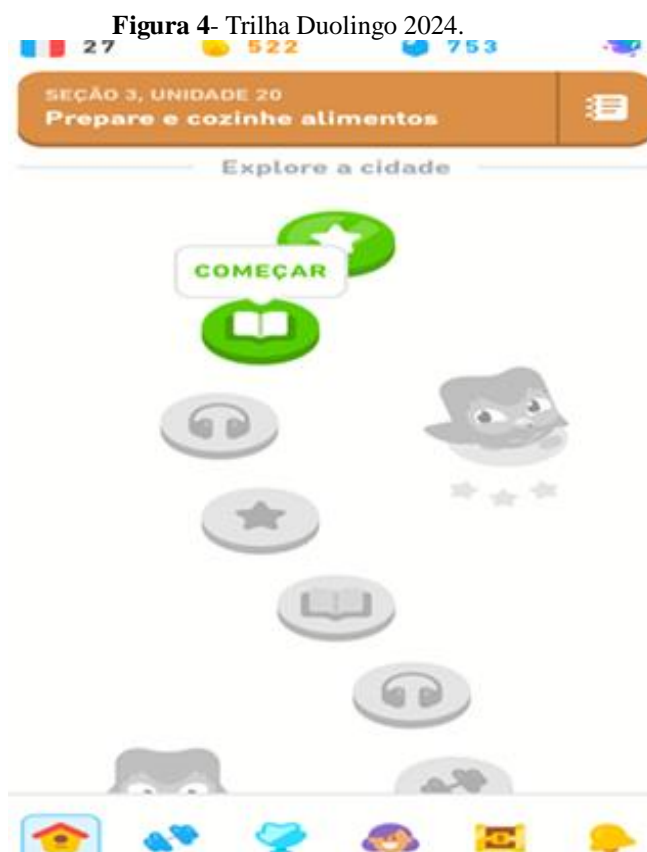 Figura 4- Trilha Duolingo 2024.
27 522 753
SEÇÃO 3, UNIDADE 20
Prepare e cozinhe alimentos
Explore a cidade
COMEÇAR